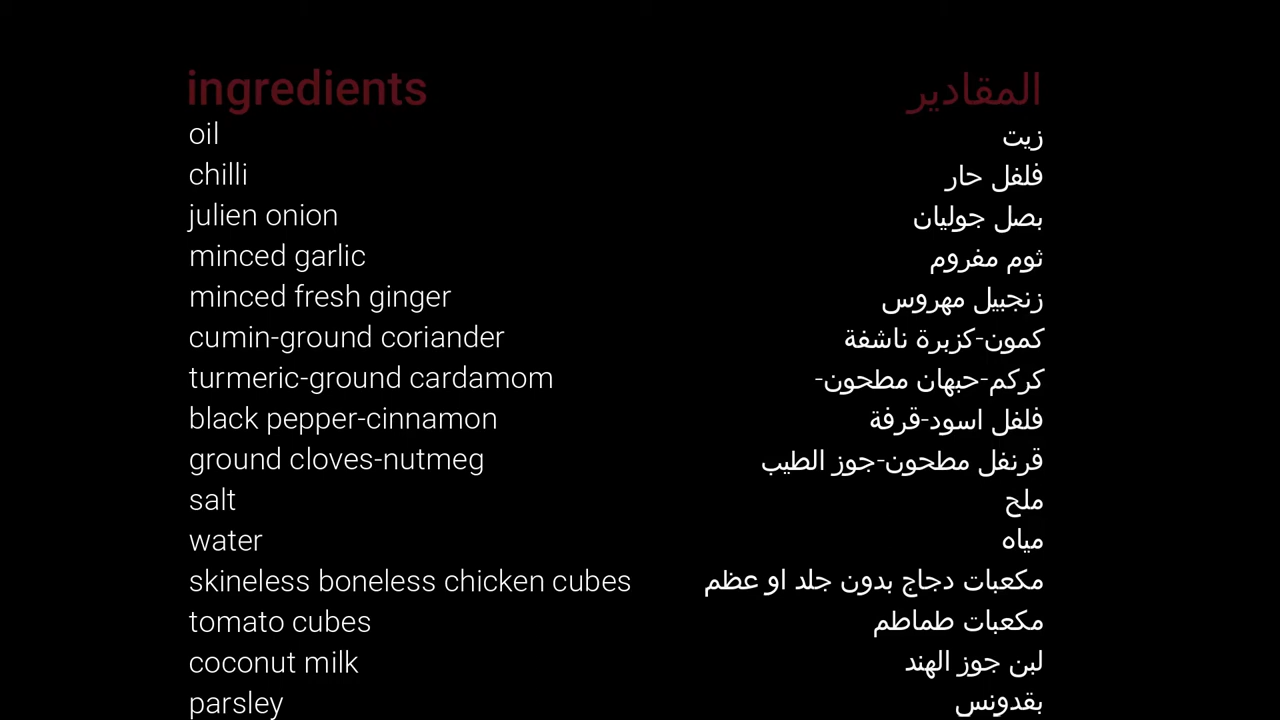 ingredients
oil
chilli
julien onion
minced garlic
minced fresh ginger
cumin-ground coriander
turmeric-ground cardamom
black pepper-cinnamon
ground cloves-nutmeg
salt
water
skineless boneless chicken cubes
tomato cubes
coconut milk
parsley
المقادير
زيت
فلفل حار
بصل جوليان
ثوم مفروم
زنجبيل مهروس
كمون-كزبرة ناشفة
كركم-حبهان مطحون-
فلفل اسود-قرفة
قرنفل مطحون-جوز الطيب
ملح
مياه
مكعبات دجاج بدون جلد او عظم
مكعبات طماطم
لبن جوز الهند
بقدونس